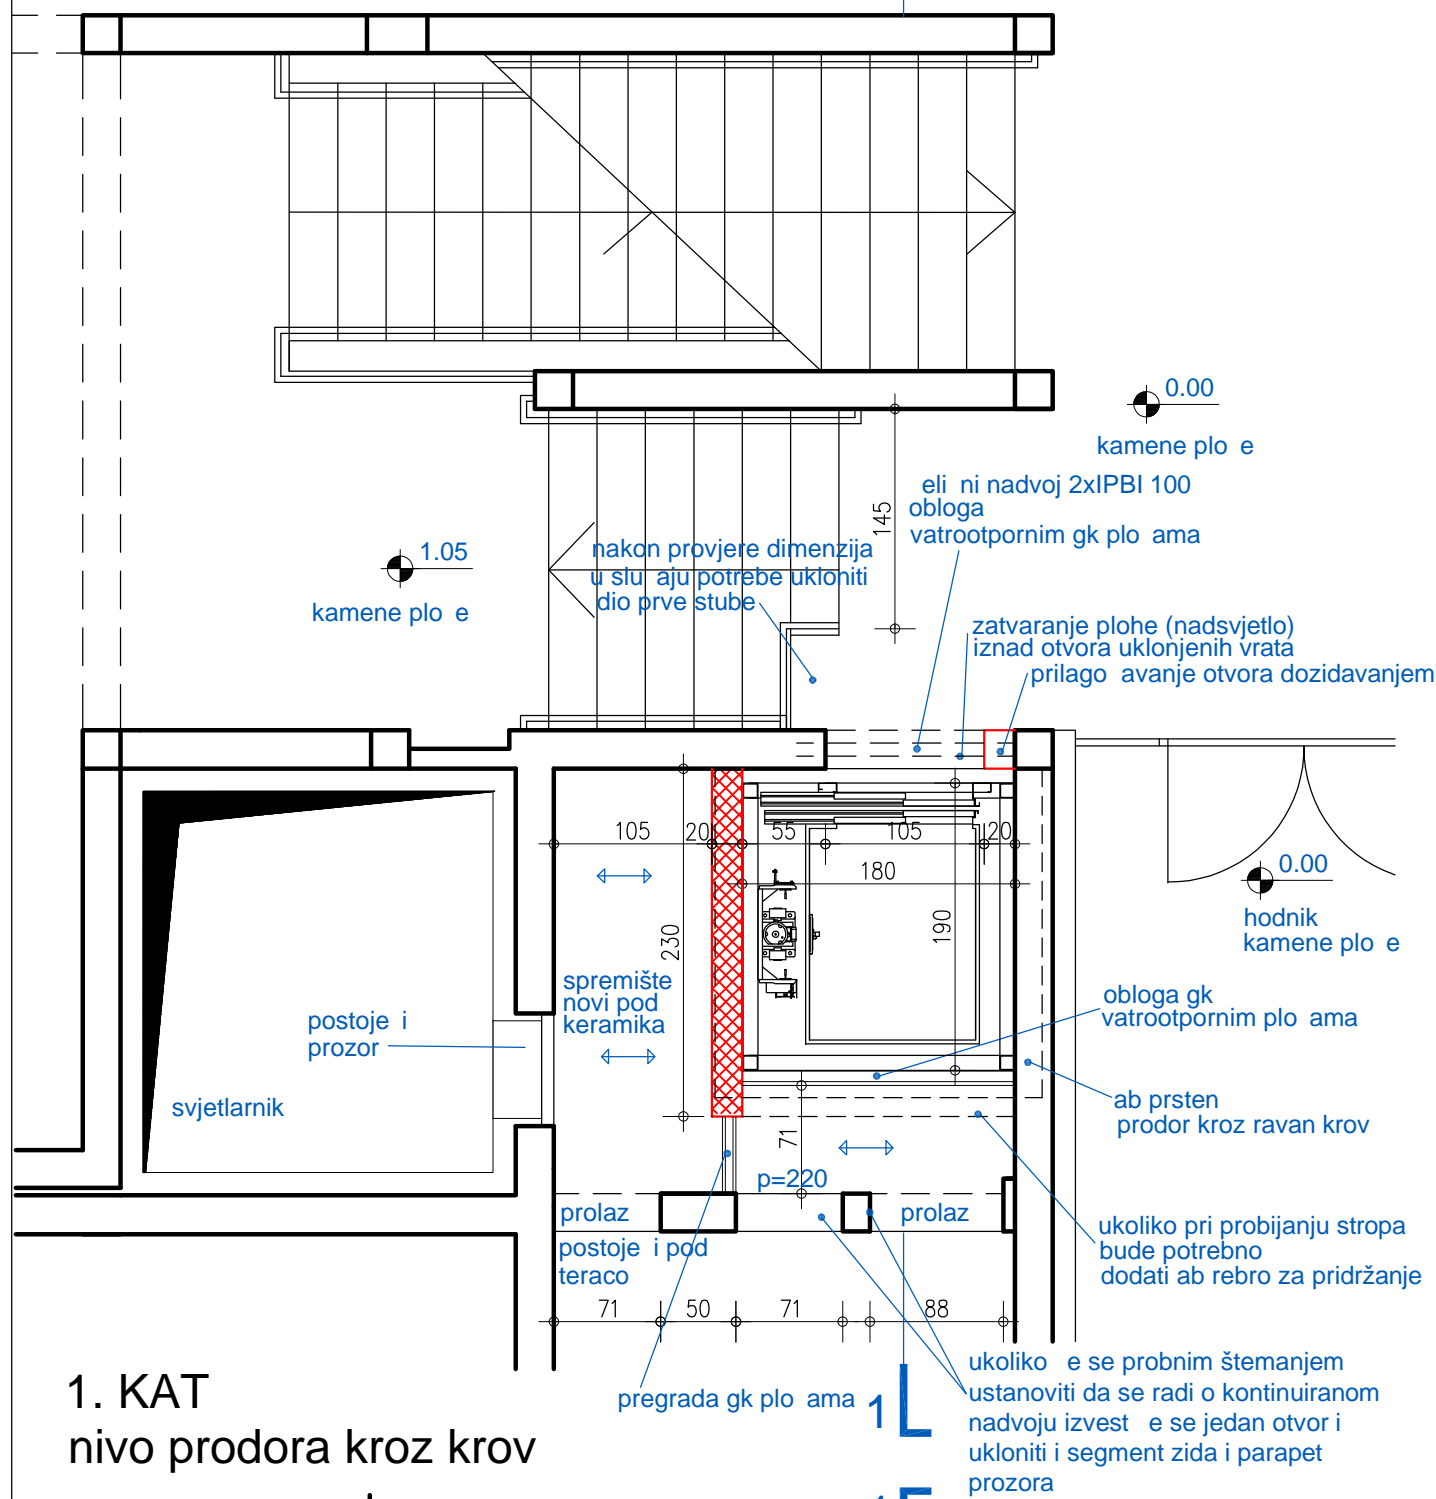 0.00
kamene plo e
eli ni nadvoj 2xIPBI 100
obloga
vatrootpornim gk plo ama
145
1.05
kamene plo e
nakon provjere dimenzija
u slu aju potrebe ukloniti
dio prve stube
zatvaranje plohe (nadsvjetlo)
iznad otvora uklonjenih vrata
prilago avanje otvora dozidavanjem
105 20 55 105 20
180
0.00
hodnik
kamene plo e
190
230
spremište
novi pod
keramika
postoje i
prozor
obloga gk
vatrootpornim plo ama
svjetlarnik
ab prsten
prodor kroz ravan krov
71
p=220
prolaz
prolaz
ukoliko pri probijanju stropa
bude potrebno
dodati ab rebro za pridržanje
postoje i pod
teraco
71 50 71 88
pregrada gk plo ama
1
ukoliko e se probnim štemanjem
ustanoviti da se radi o kontinuiranom
nadvoju izvest e se jedan otvor i
ukloniti i segment zida i parapet
prozora
1. KAT
nivo prodora kroz krov